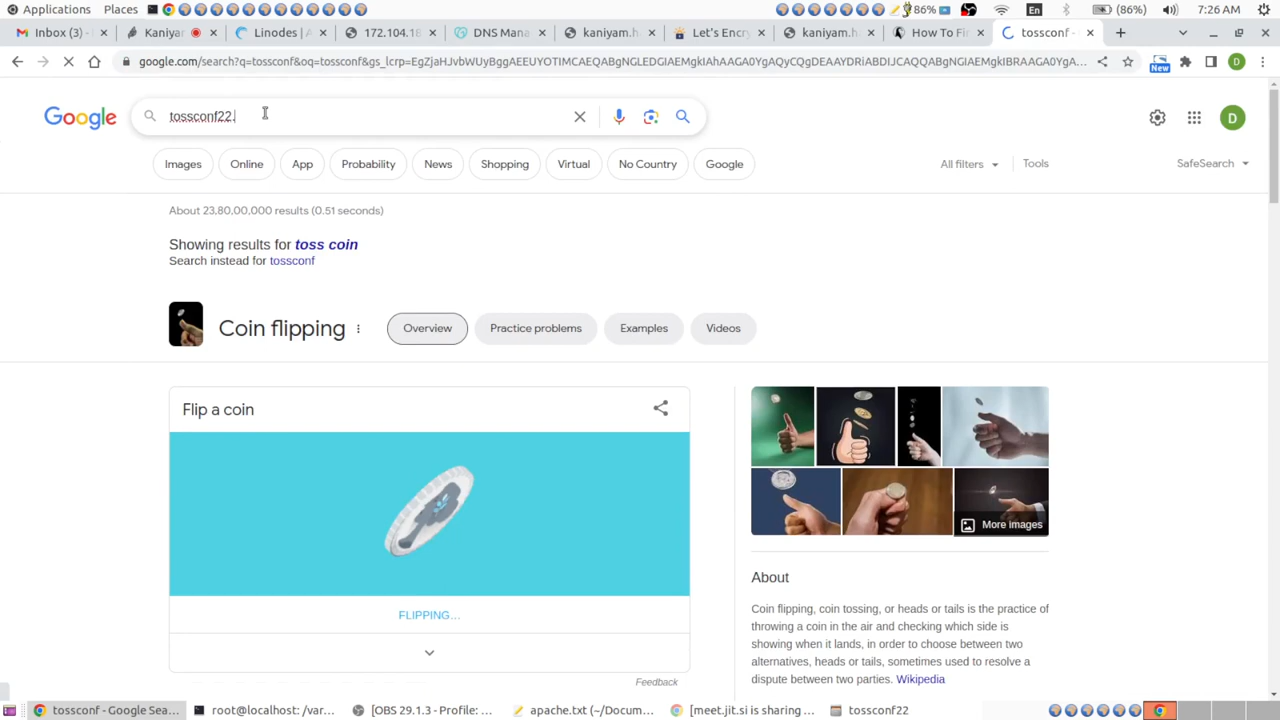 Applications Places 86% En (86%) 7:26 AM
Inbox (3) - Kaniyar Linodes 172.104.18 DNS Mana kaniyam.h Let's Encry kaniyam.h How To Fi tossconf -
google.com/search?q=tossconf&oq=tossconf&gs_lcrp=EgZjaHJvbWUyBggAEEUYOTIMCAEQABgNGLEDGIAEMgkIAhAAGA0YgAQyCQgDEAAYDRiABDIJCAQQABgNGIAEMgkIBRAAGA0YgA... New D
Google tossconf22. D
Images Online App Probability News Shopping Virtual No Country Google All filters Tools SafeSearch
About 23,80,00,000 results (0.51 seconds)
Showing results for toss coin
Search instead for tossconf
Coin flipping Overview Practice problems Examples Videos
Flip a coin
FLIPPING...
Feedback
More images
About
Coin flipping, coin tossing, or heads or tails is the practice of
throwing a coin in the air and checking which side is
showing when it lands, in order to choose between two
alternatives, heads or tails, sometimes used to resolve a
dispute between two parties. Wikipedia
tossconf - Google Sea... root@localhost: /var... [OBS 29.1.3 - Profile: ... apache.txt (~/Docum... [meet.jit.si is sharing ... tossconf22